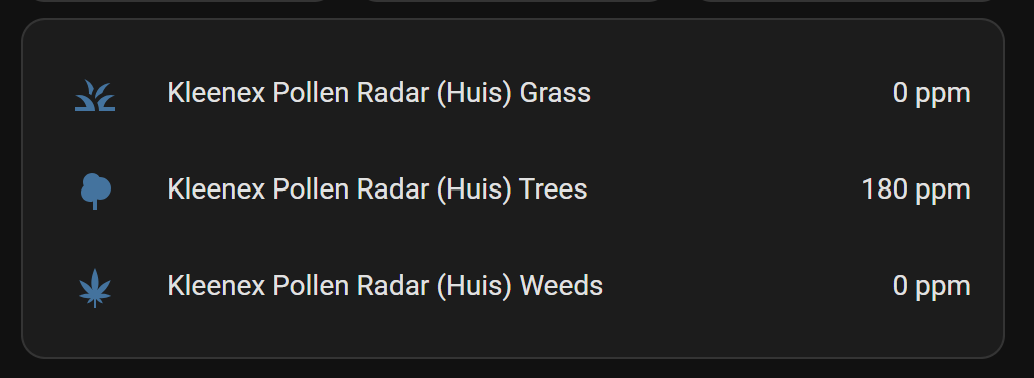 Kleenex Pollen Radar (Huis) Grass 0 ppm
Kleenex Pollen Radar (Huis) Trees 180 ppm
Kleenex Pollen Radar (Huis) Weeds 0 ppm